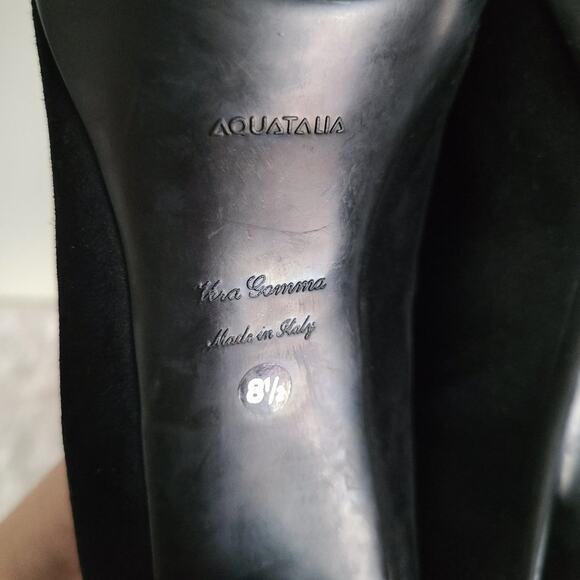 AQUATALIA
Vera Gomma
Made in Italy
8½